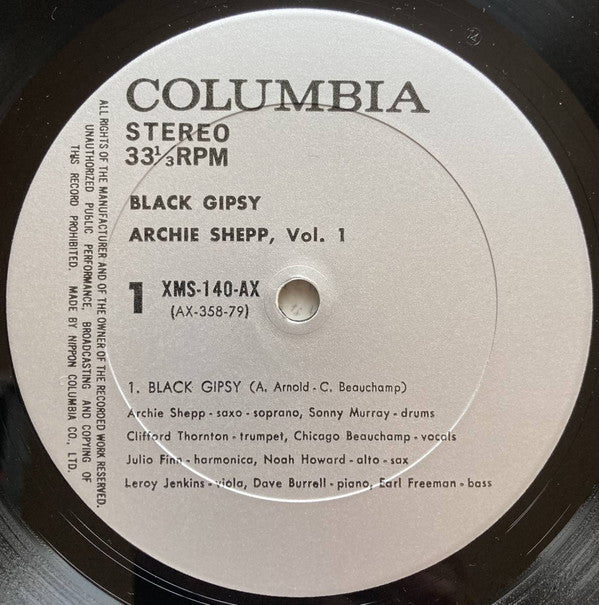 COLUMBIA
STEREO
33 1/3 RPM
BLACK GIPSY
ARCHIE SHEPP, Vol. 1
1 XMS-140-AX
(AX-358-79)
1. BLACK GIPSY (A. Arnold - C. Beauchamp)
Archie Shepp - saxo - soprano, Sonny Murray - drums
Clifford Thornton - trumpet, Chicago Beauchamp - vocals
Julio Finn - harmonica, Noah Howard - alto - sax
Leroy Jenkins - viola, Dave Burrell - piano, Earl Freeman - bass
ALL RIGHTS OF THE MANUFACTURER AND OF THE OWNER OF THE RECORDED WORK RESERVED.
UNAUTHORIZED PUBLIC PERFORMANCE, BROADCASTING AND COPYING OF
THIS RECORD PROHIBITED. MADE BY NIPPON COLUMBIA CO., LTD.